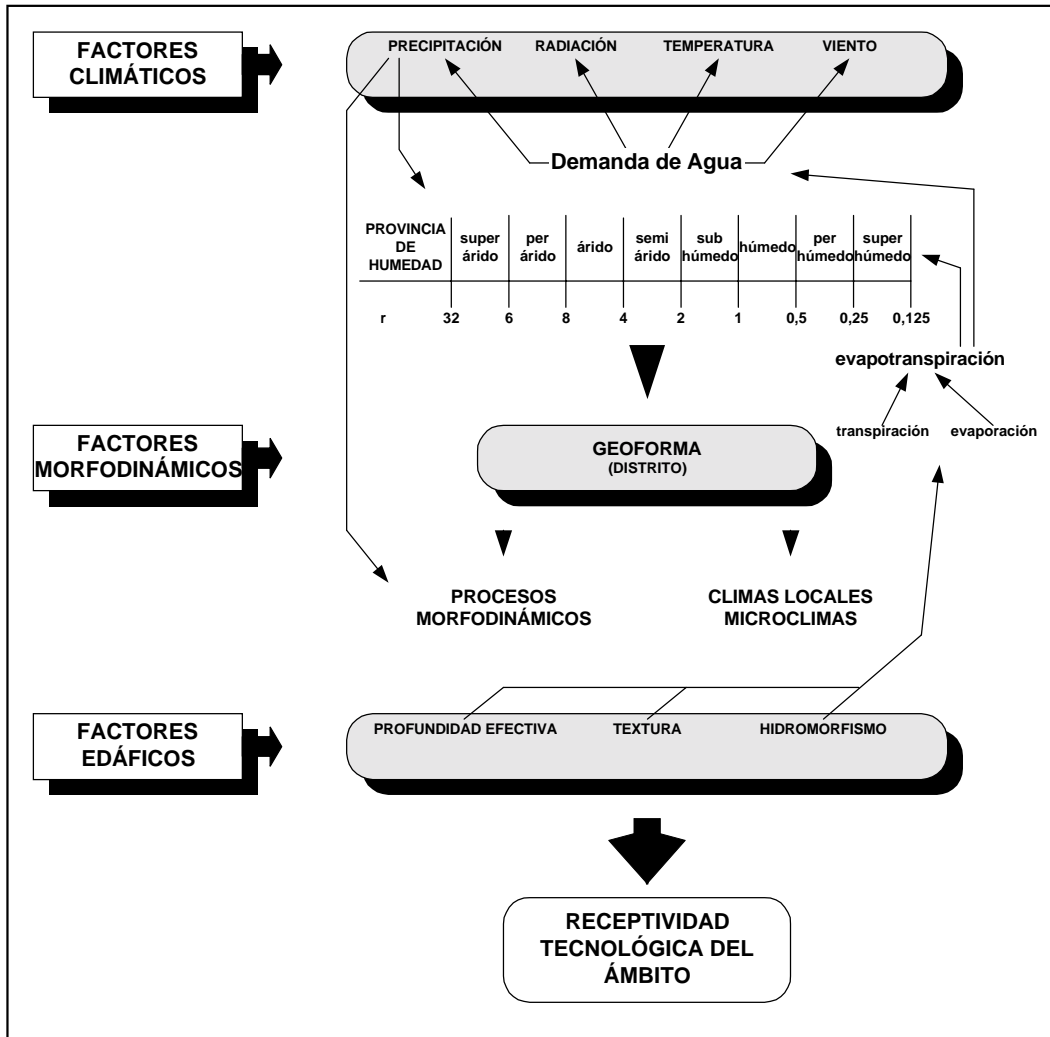 FACTORES
CLIMÁTICOS
PRECIPITACIÓN RADIACIÓN TEMPERATURA VIENTO
Demanda de Agua
PROVINCIA
DE
HUMEDAD
super
árido
per
árido
árido
semi
árido
sub
húmedo
húmedo
per
húmedo
super
húmedo
r 32 6 8 4 2 1 0,5 0,25 0,125
evapotranspiración
transpiración evaporación
FACTORES
MORFODINÁMICOS
GEOFORMA
(DISTRITO)
PROCESOS
MORFODINÁMICOS
CLIMAS LOCALES
MICROCLIMAS
FACTORES
EDÁFICOS
PROFUNDIDAD EFECTIVA TEXTURA HIDROMORFISMO
RECEPTIVIDAD
TECNOLÓGICA DEL
ÁMBITO